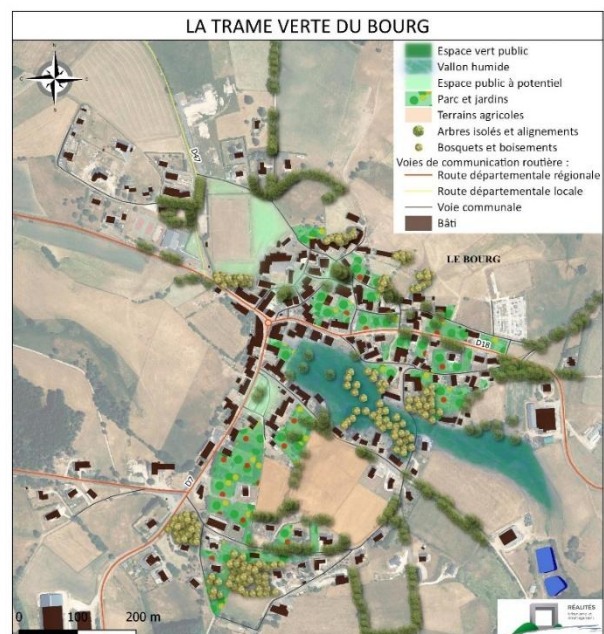 LA TRAME VERTE DU BOURG
Espace vert public
Vallon humide
Espace public à potentiel
Parc et jardins
Terrains agricoles
Arbres isolés et alignements
Bosquets et boisements
Voies de communication routière :
Route départementale régionale
Route départementale locale
Voie communale
Bâti
D47
LE BOURG
D18
D7
0 100 200 m
RÉALITÉS